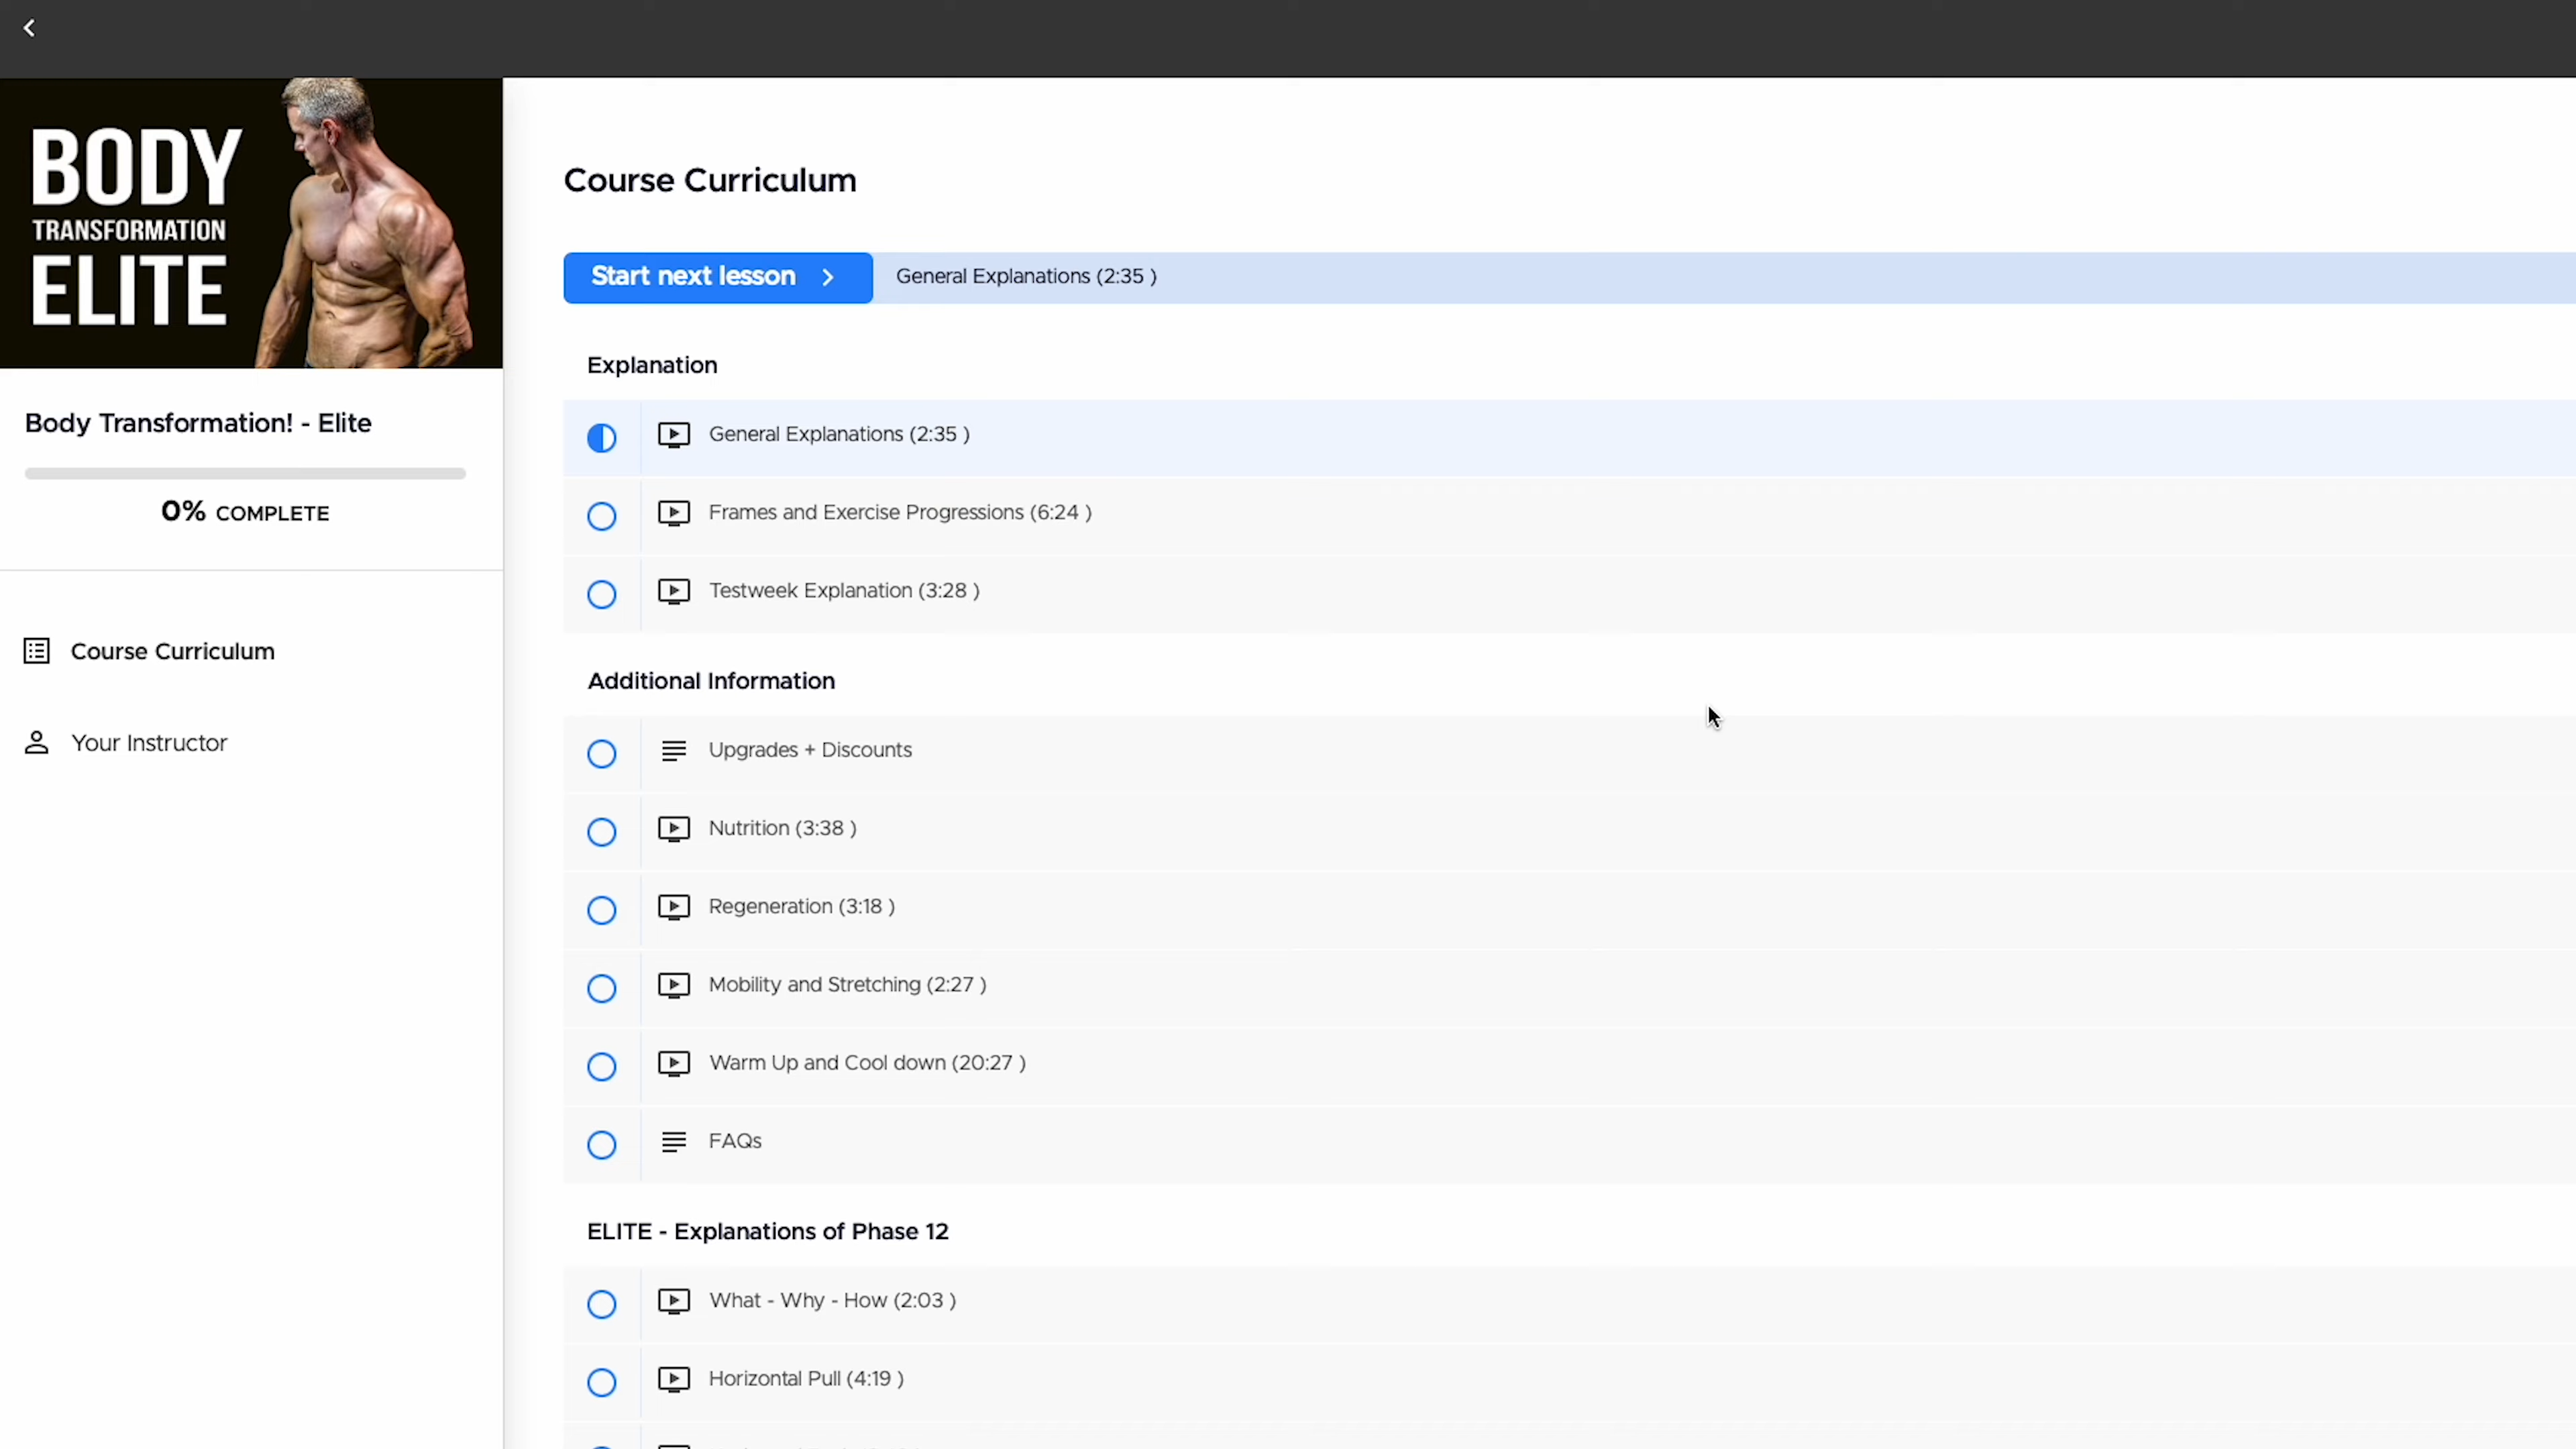 BODY
TRANSFORMATION
ELITE
Body Transformation! - Elite
0% COMPLETE
Course Curriculum
Your Instructor
Course Curriculum
Start next lesson
General Explanations (2:35 )
Explanation
General Explanations (2:35 )
Frames and Exercise Progressions (6:24 )
Testweek Explanation (3:28 )
Additional Information
Upgrades + Discounts
Nutrition (3:38 )
Regeneration (3:18 )
Mobility and Stretching (2:27 )
Warm Up and Cool down (20:27 )
FAQs
ELITE - Explanations of Phase 12
What - Why - How (2:03 )
Horizontal Pull (4:19 )